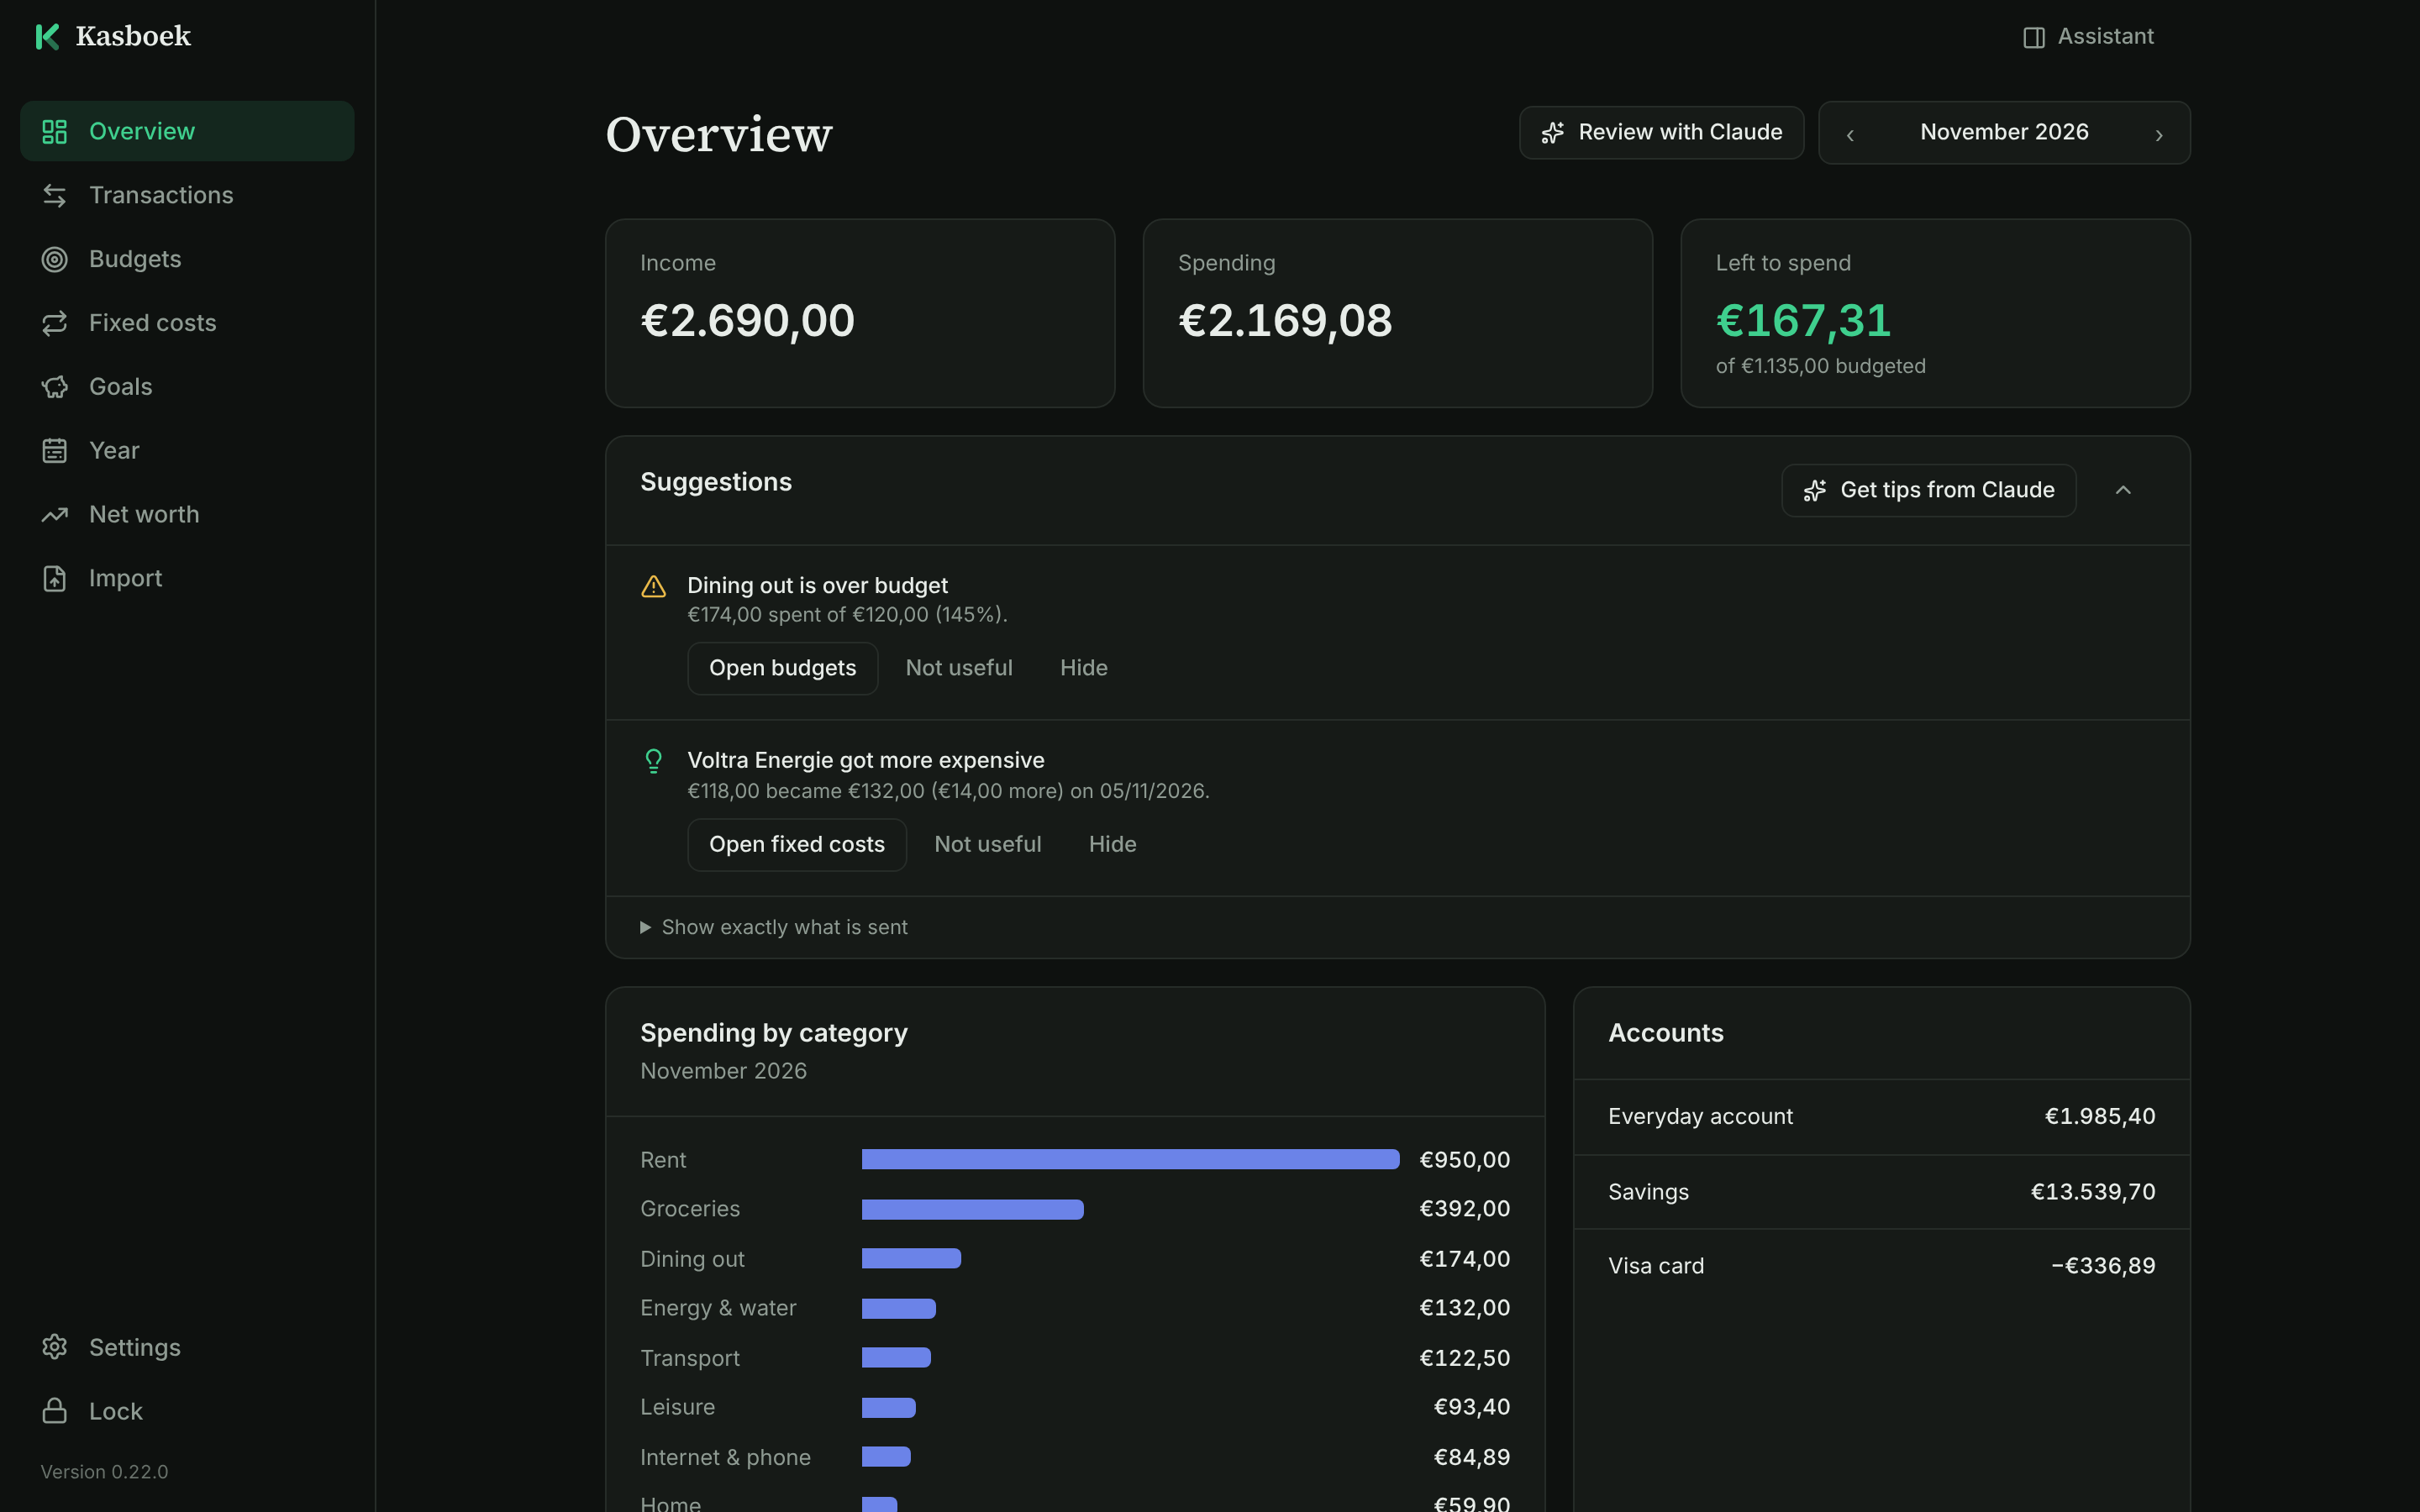 Kasboek
Assistant
Overview
Transactions
Budgets
Fixed costs
Goals
Year
Net worth
Import
Settings
Lock
Version 0.22.0
Overview
Review with Claude
‹ November 2026 ›
Income
€2.690,00
Spending
€2.169,08
Left to spend
€167,31
of €1.135,00 budgeted
Suggestions
Get tips from Claude
Dining out is over budget
€174,00 spent of €120,00 (145%).
Open budgets Not useful Hide
Voltra Energie got more expensive
€118,00 became €132,00 (€14,00 more) on 05/11/2026.
Open fixed costs Not useful Hide
Show exactly what is sent
Spending by category
November 2026
Rent €950,00
Groceries €392,00
Dining out €174,00
Energy & water €132,00
Transport €122,50
Leisure €93,40
Internet & phone €84,89
Home €59,90
Accounts
Everyday account €1.985,40
Savings €13.539,70
Visa card −€336,89